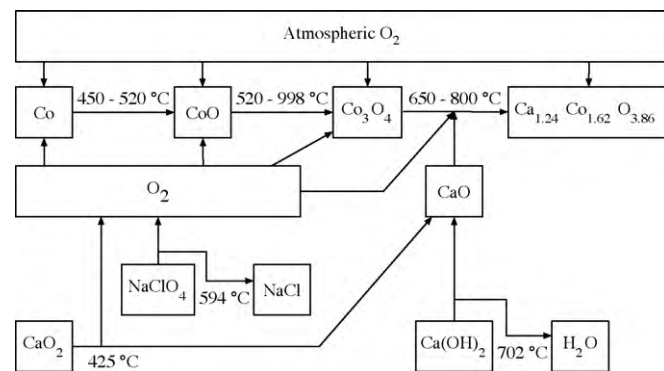 Atmospheric O2
450 - 520 °C 520 - 998 °C 650 - 800 °C
Co CoO Co3O4 Ca1.24 Co1.62 O3.86
O2 CaO
NaClO4 594 °C NaCl
CaO2 425 °C Ca(OH)2 702 °C H2O